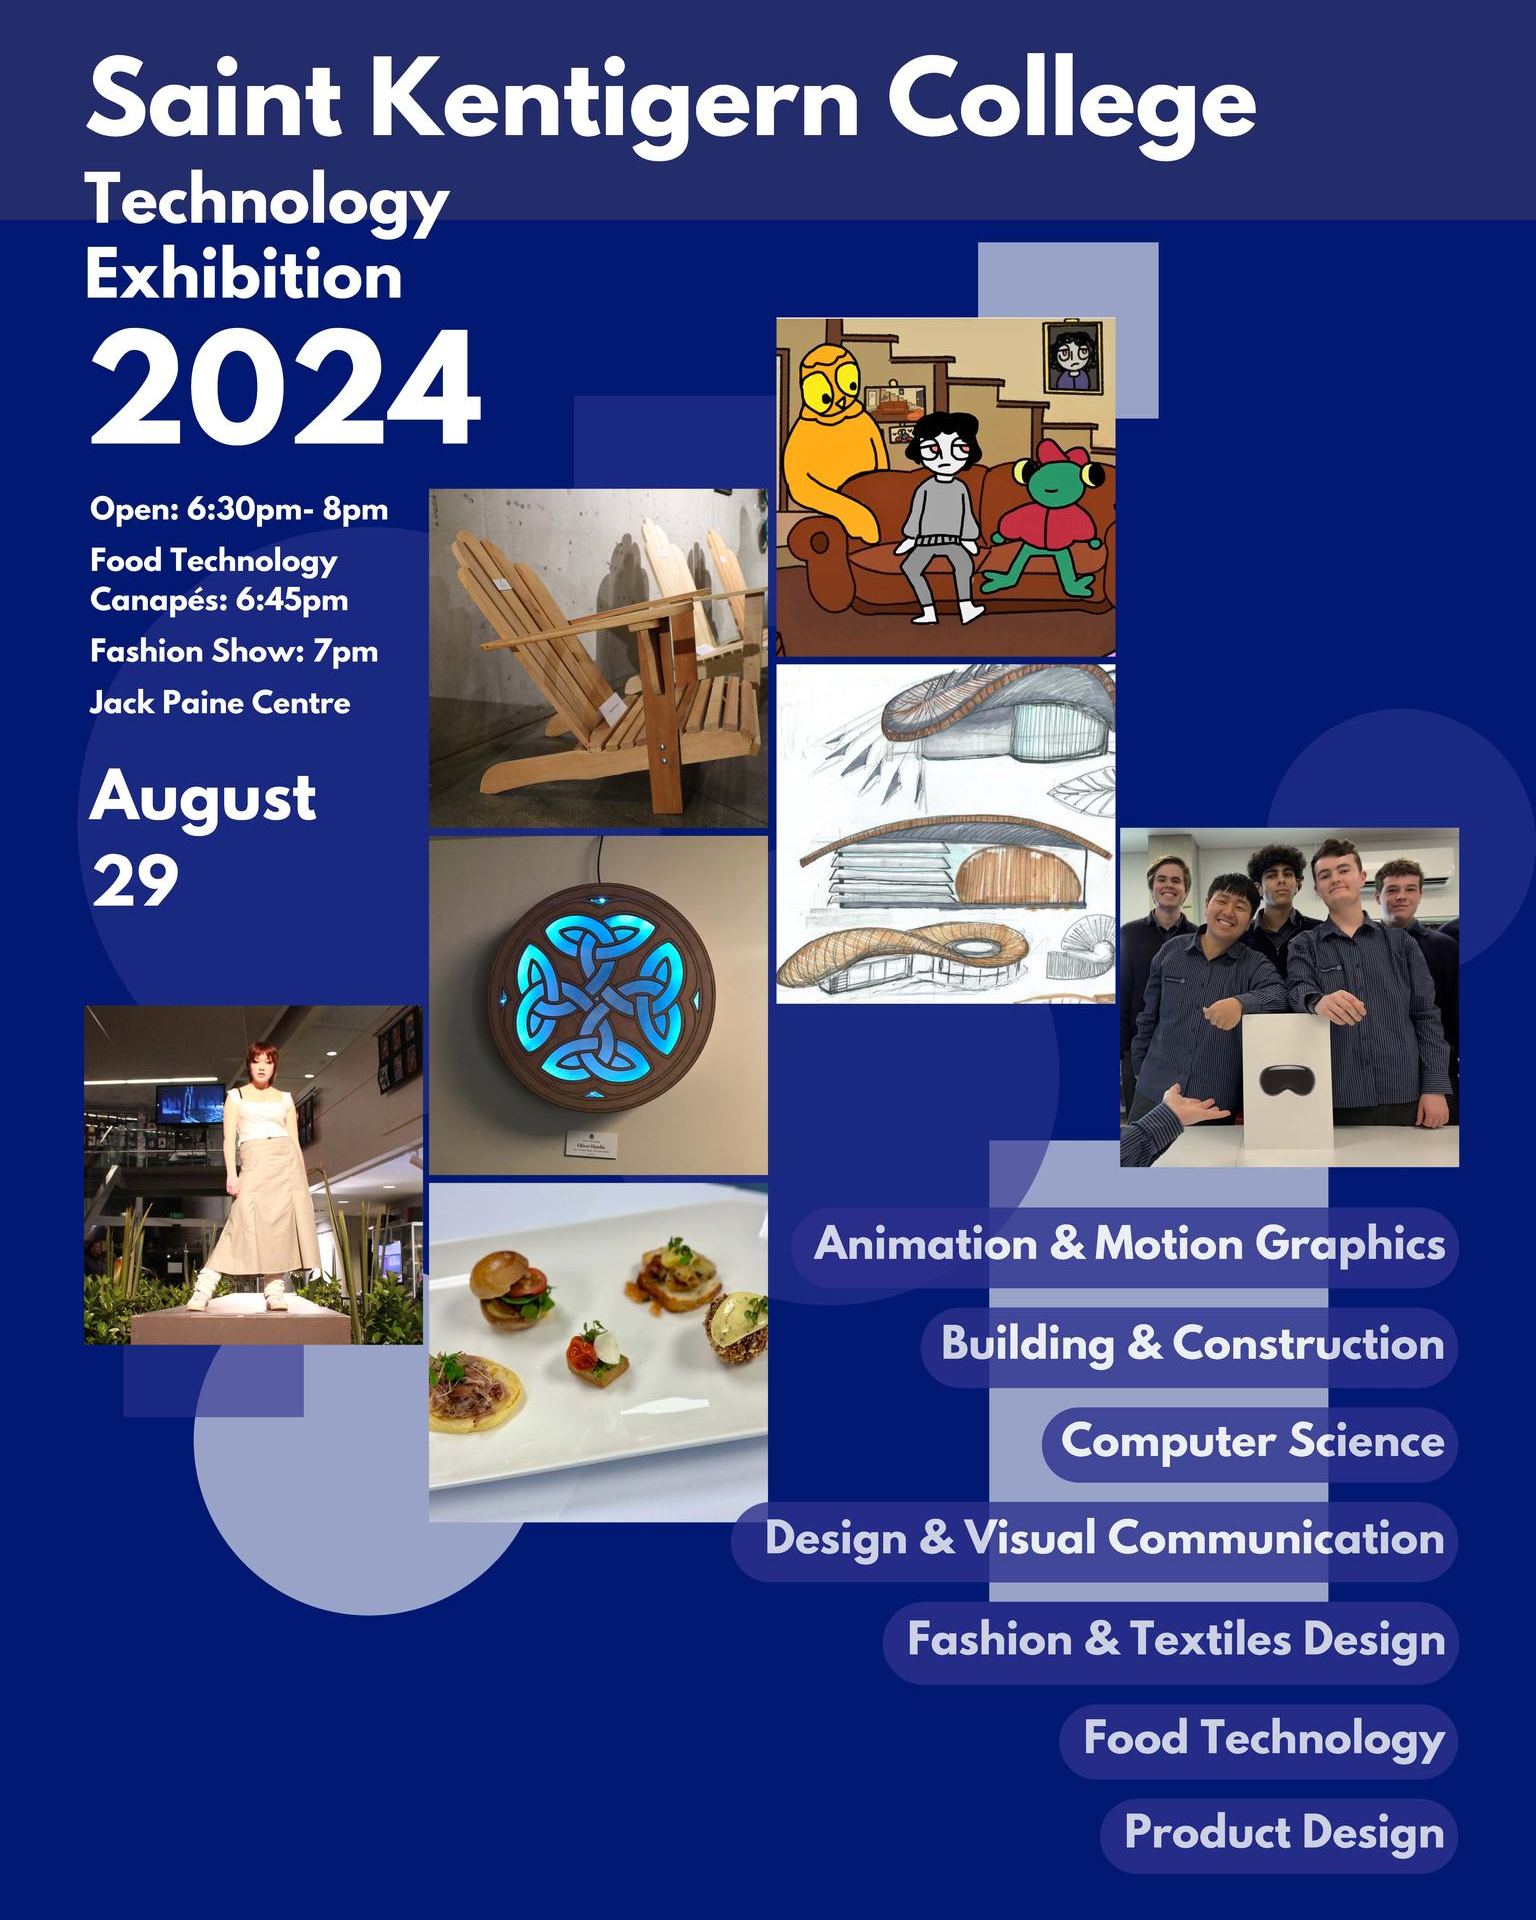 Saint Kentigern College
Technology
Exhibition
2024
Open: 6:30pm- 8pm
Food Technology
Canapés: 6:45pm
Fashion Show: 7pm
Jack Paine Centre
August
29
Animation & Motion Graphics
Building & Construction
Computer Science
Design & Visual Communication
Fashion & Textiles Design
Food Technology
Product Design